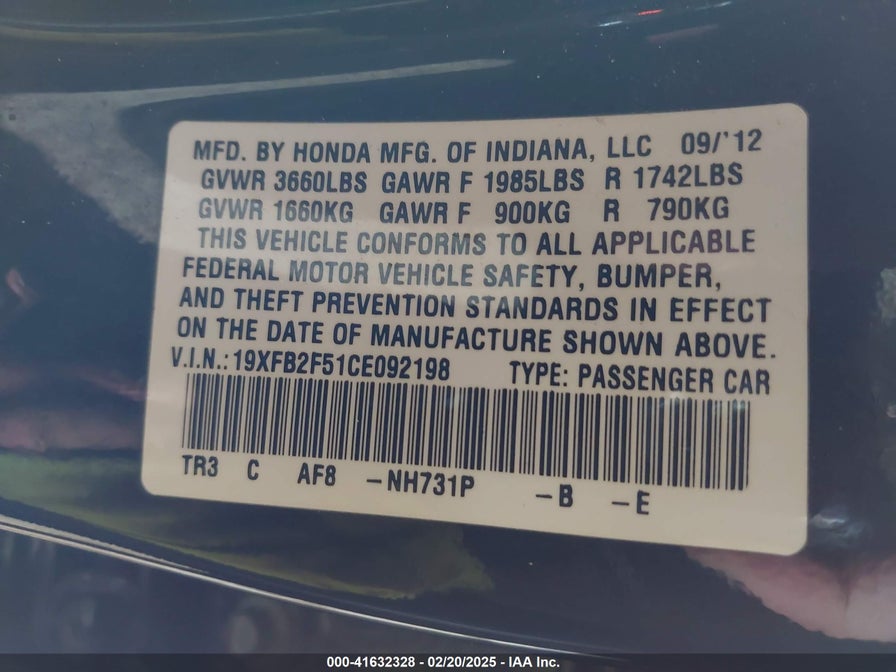 MFD. BY HONDA MFG. OF INDIANA, LLC 09/'12
GVWR 3660LBS GAWR F 1985LBS R 1742LBS
GVWR 1660KG GAWR F 900KG R 790KG
THIS VEHICLE CONFORMS TO ALL APPLICABLE
FEDERAL MOTOR VEHICLE SAFETY, BUMPER,
AND THEFT PREVENTION STANDARDS IN EFFECT
ON THE DATE OF MANUFACTURE SHOWN ABOVE.
V.I.N.:19XFB2F51CE092198 TYPE: PASSENGER CAR
TR3 C AF8 -NH731P -B -E
000-41632328 - 02/20/2025 - IAA Inc.